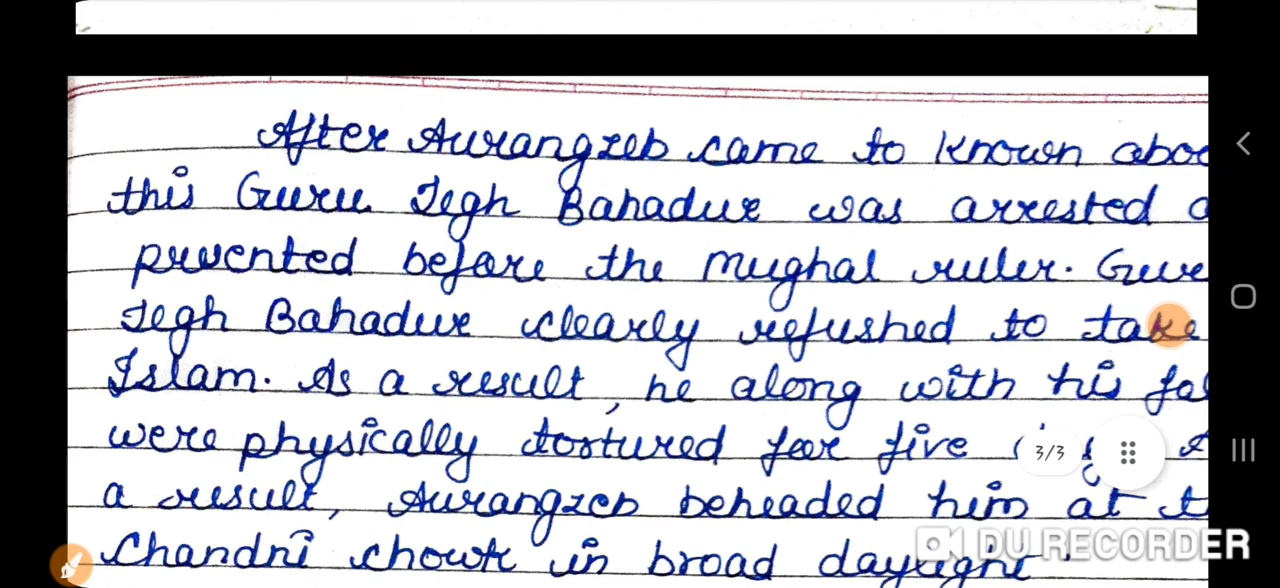 After Aurangzeb came to known abo
this Guru Tegh Bahadur was arrested a
prwented before the mughal ruler. Guru
Tegh Bahadur clearly refushed to take
Islam. As a result, he along with his fo
were physically tortured for five
a result, Aurangzeb beheaded him at t
Chandni chowk in broad daylight
3/3
DU RECORDER